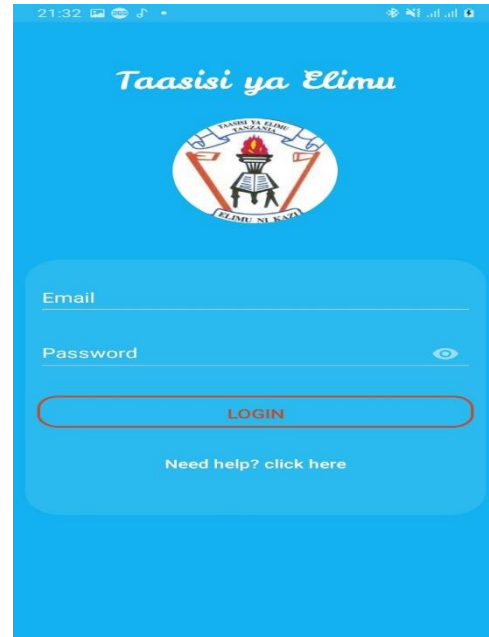 21:32
Taasisi ya Elimu
TAASISI YA ELIMU
TANZANIA
ELIMU NI KAZI
Email
Password
LOGIN
Need help? click here